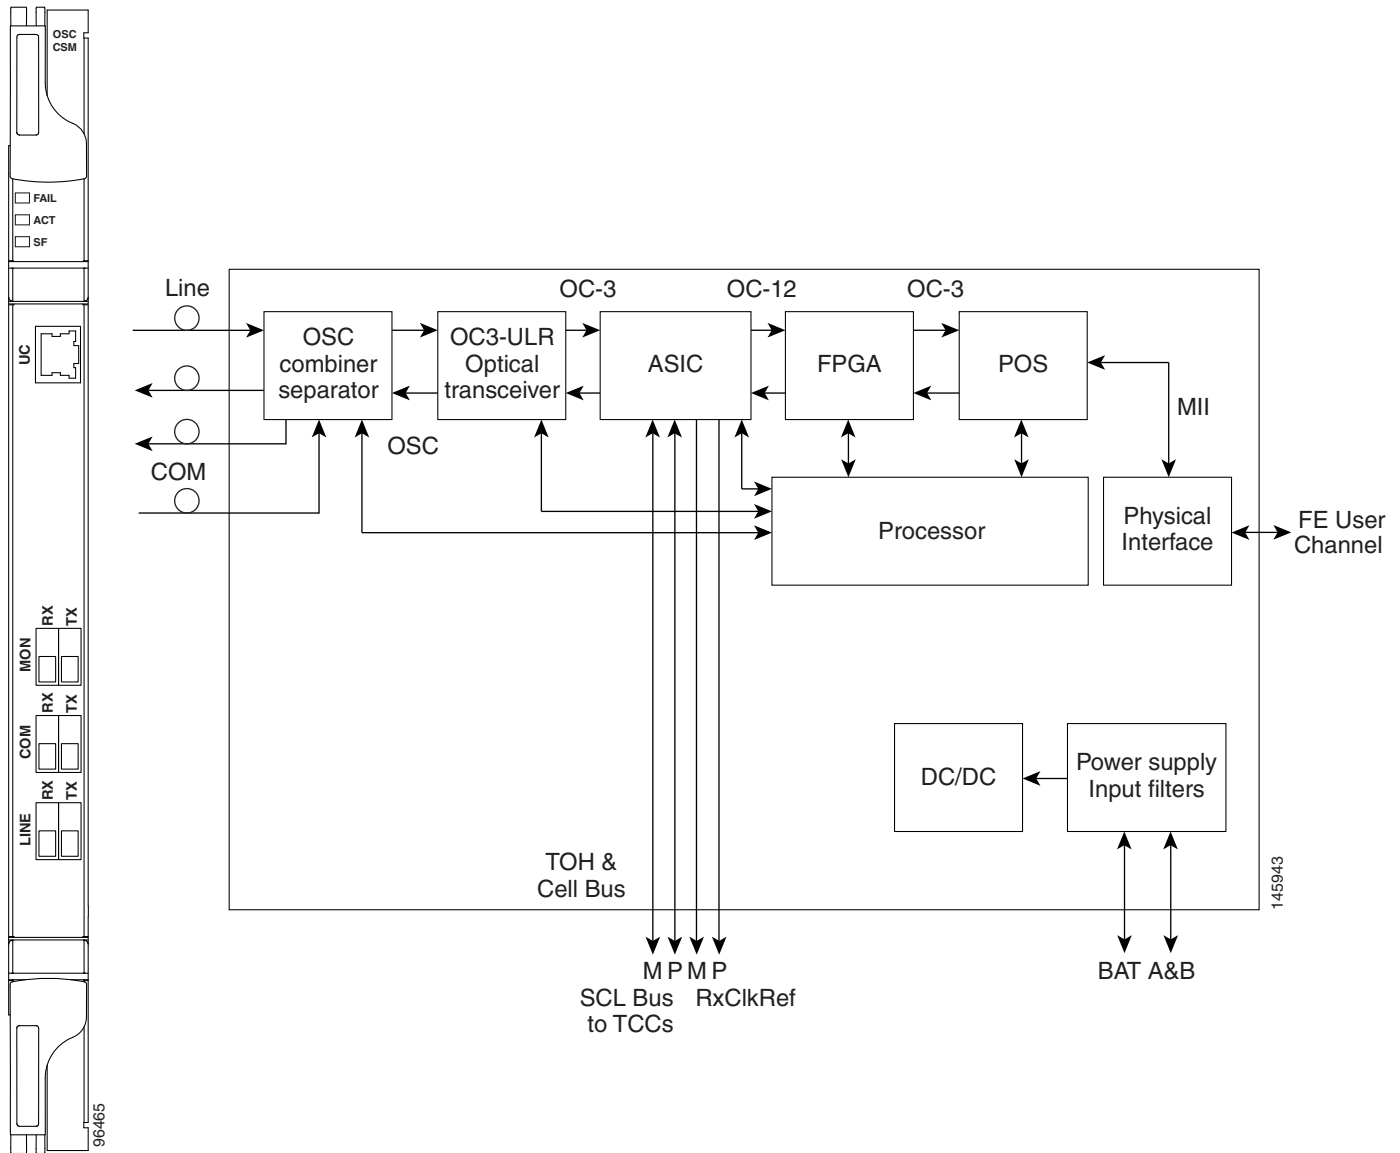 OSC
CSM
FAIL
ACT
SF
UC
RX
TX
MON
RX
TX
COM
RX
TX
LINE
96465
Line
COM
OC-3
OC-12
OC-3
OSC
combiner
separator
OC3-ULR
Optical
transceiver
ASIC
FPGA
POS
OSC
MII
Processor
Physical
Interface
FE User
Channel
DC/DC
Power supply
Input filters
TOH &
Cell Bus
145943
M P M P
SCL Bus
to TCCs
RxClkRef
BAT A&B